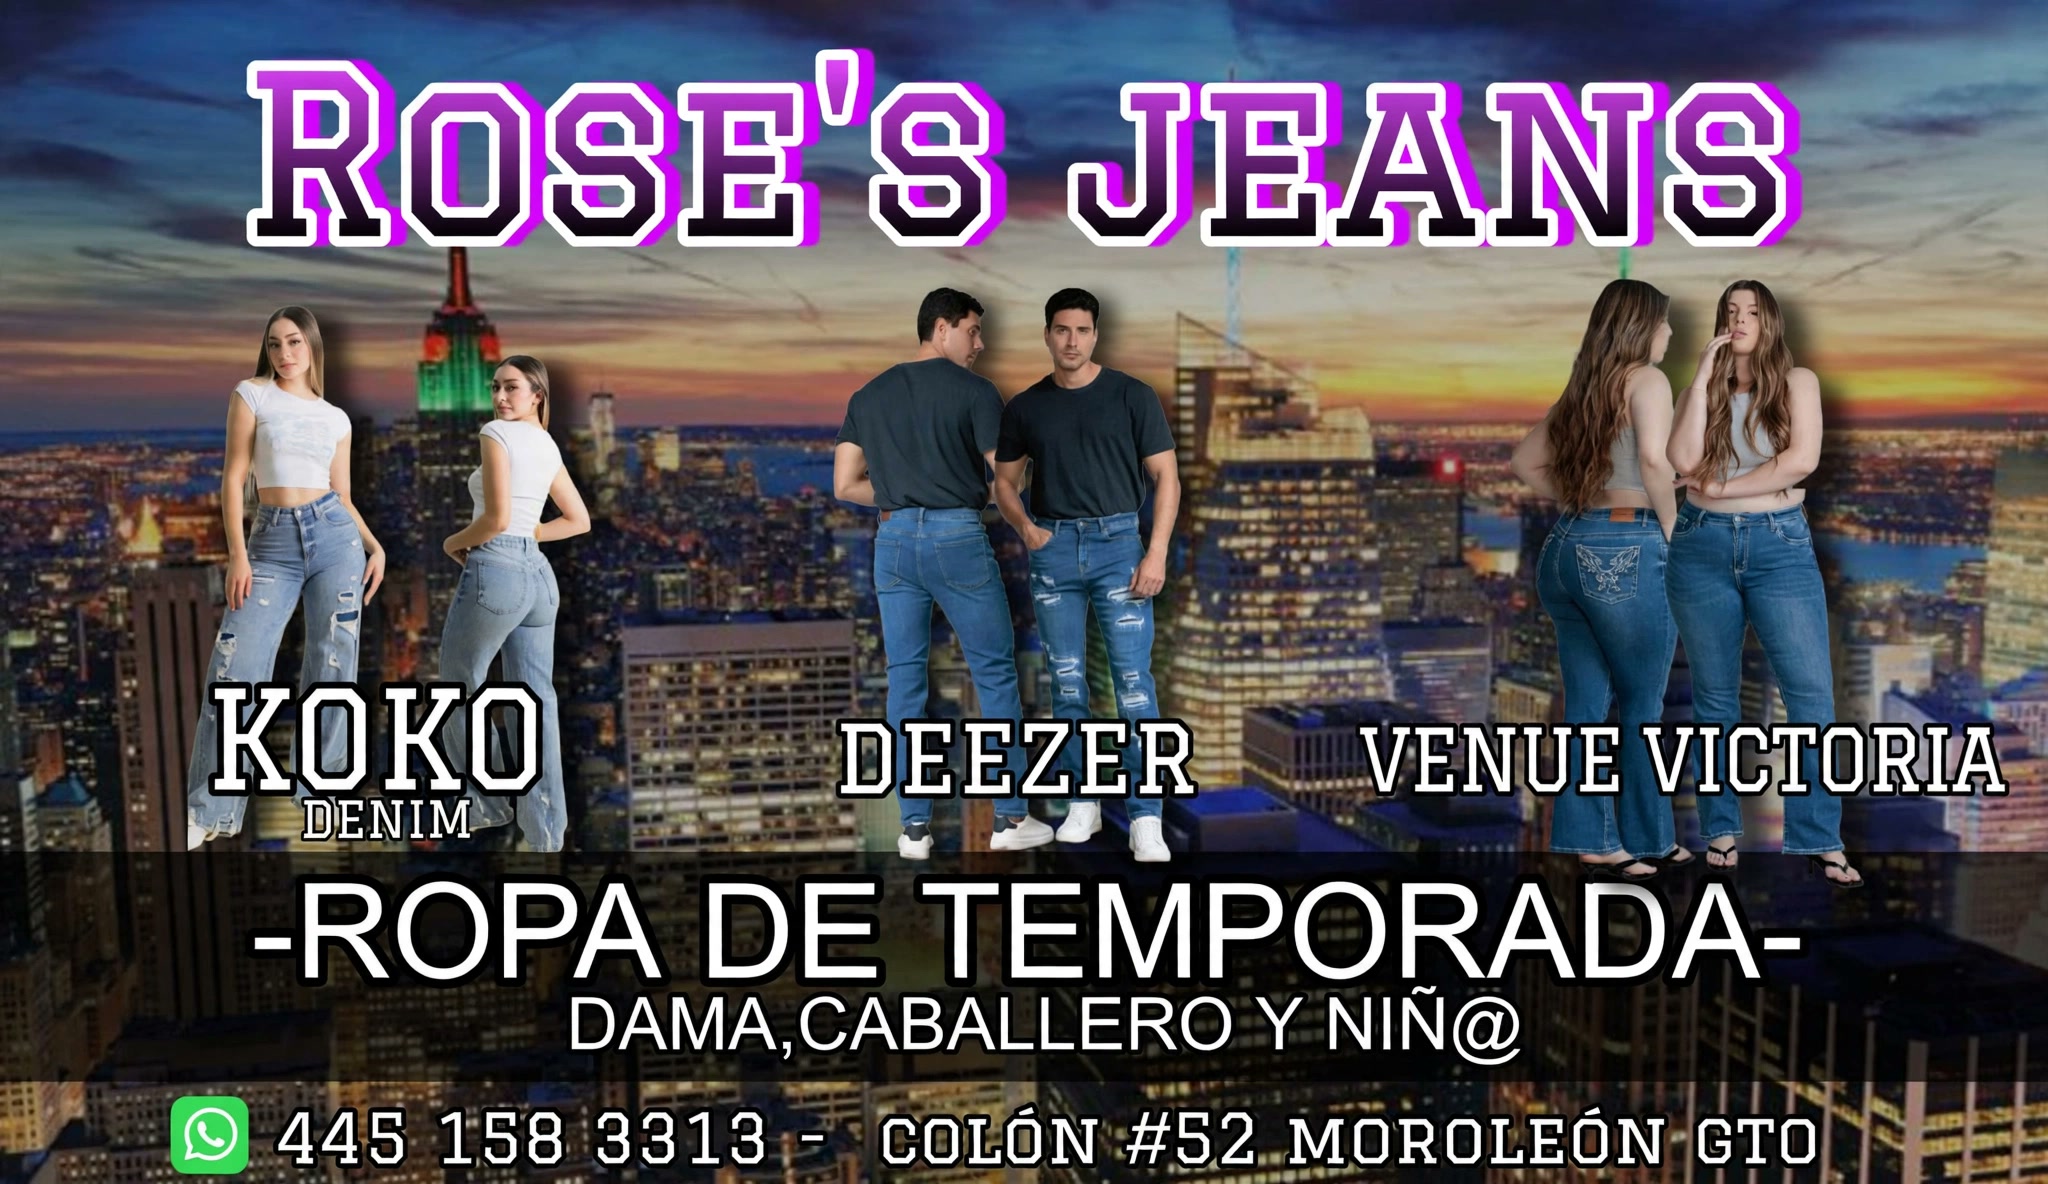 ROSE'S JEANS
KOKO
DENIM
DEEZER
VENUE VICTORIA
-ROPA DE TEMPORADA-
DAMA,CABALLERO Y NIÑ@
445 158 3313 - COLÓN #52 MOROLEÓN GTO